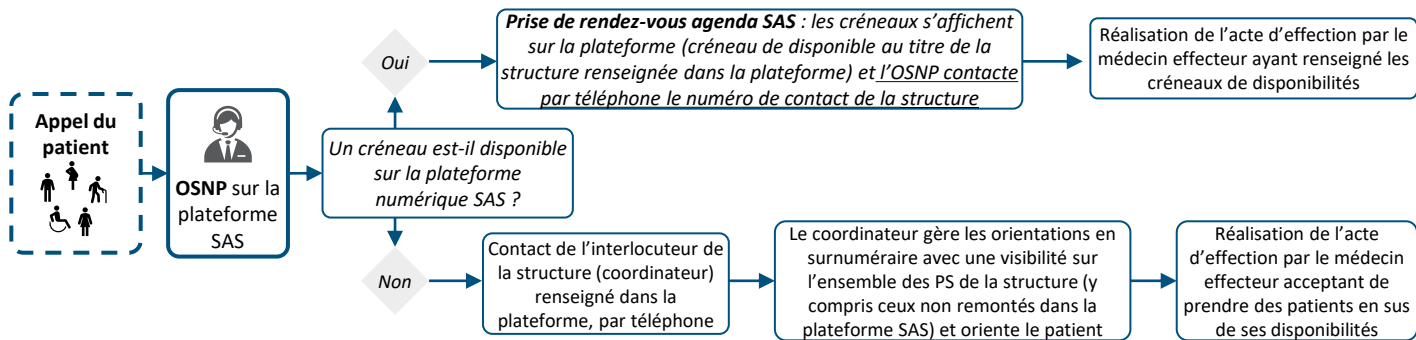 Appel du
patient
OSNP sur la
plateforme
SAS
Un créneau est-il disponible
sur la plateforme
numérique SAS ?
Oui
Prise de rendez-vous agenda SAS : les créneaux s’affichent
sur la plateforme (créneau de disponible au titre de la
structure renseignée dans la plateforme) et l’OSNP contacte
par téléphone le numéro de contact de la structure
Réalisation de l’acte d’effection par le
médecin effecteur ayant renseigné les
créneaux de disponibilités
Non
Contact de l’interlocuteur de
la structure (coordinateur)
renseigné dans la
plateforme, par téléphone
Le coordinateur gère les orientations en
surnuméraire avec une visibilité sur
l’ensemble des PS de la structure (y
compris ceux non remontés dans la
plateforme SAS) et oriente le patient
Réalisation de l’acte
d’effection par le médecin
effecteur acceptant de
prendre des patients en sus
de ses disponibilités